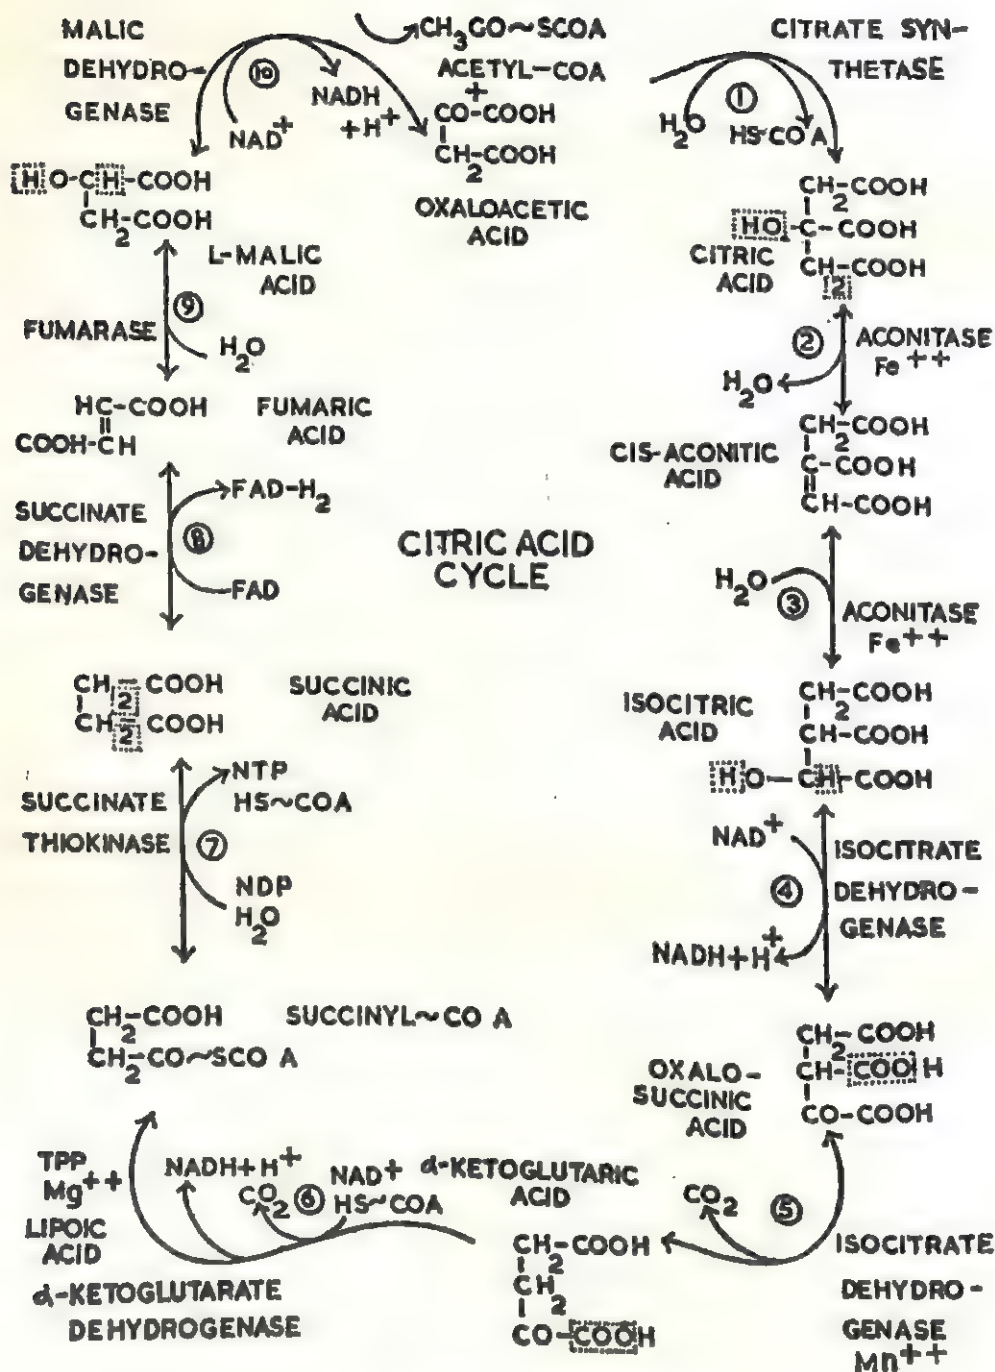 MALIC
DEHYDRO-
GENASE
⑩
NAD+
NADH
+H+
CH3CO~SCOA
ACETYL-COA
+
CO-COOH
CH2-COOH
OXALOACETIC
ACID
CITRATE SYN-
THETASE
①
H2O
HS~COA
CH2-COOH
HO-C-COOH
CH-COOH
2
CITRIC
ACID
②
ACONITASE
Fe++
H2O
CH2-COOH
C-COOH
CH-COOH
CIS-ACONITIC
ACID
H2O
③
ACONITASE
Fe++
ISOCITRIC
ACID
CH2-COOH
CH-COOH
HO-CH-COOH
NAD+
④
ISOCITRATE
DEHYDRO-
GENASE
NADH+H+
OXALO-
SUCCINIC
ACID
CH2-COOH
CH-COOH
CO-COOH
CO2
⑤
ISOCITRATE
DEHYDRO-
GENASE
Mn++
α-KETOGLUTARIC
ACID
CH2-COOH
CH2
CO-COOH
NAD+
HS~COA
⑥
CO2
NADH+H+
TPP
Mg++
LIPOIC
ACID
α-KETOGLUTARATE
DEHYDROGENASE
CH2-COOH
CH2-CO~SCO A
SUCCINYL~CO A
SUCCINATE
THIOKINASE
⑦
NTP
HS~COA
NDP
H2O
CH2-COOH
CH2-COOH
SUCCINIC
ACID
SUCCINATE
DEHYDRO-
GENASE
⑧
FAD-H2
FAD
HC-COOH
COOH-CH
FUMARIC
ACID
FUMARASE
⑨
H2O
HO-CH-COOH
CH2-COOH
L-MALIC
ACID
CITRIC ACID
CYCLE